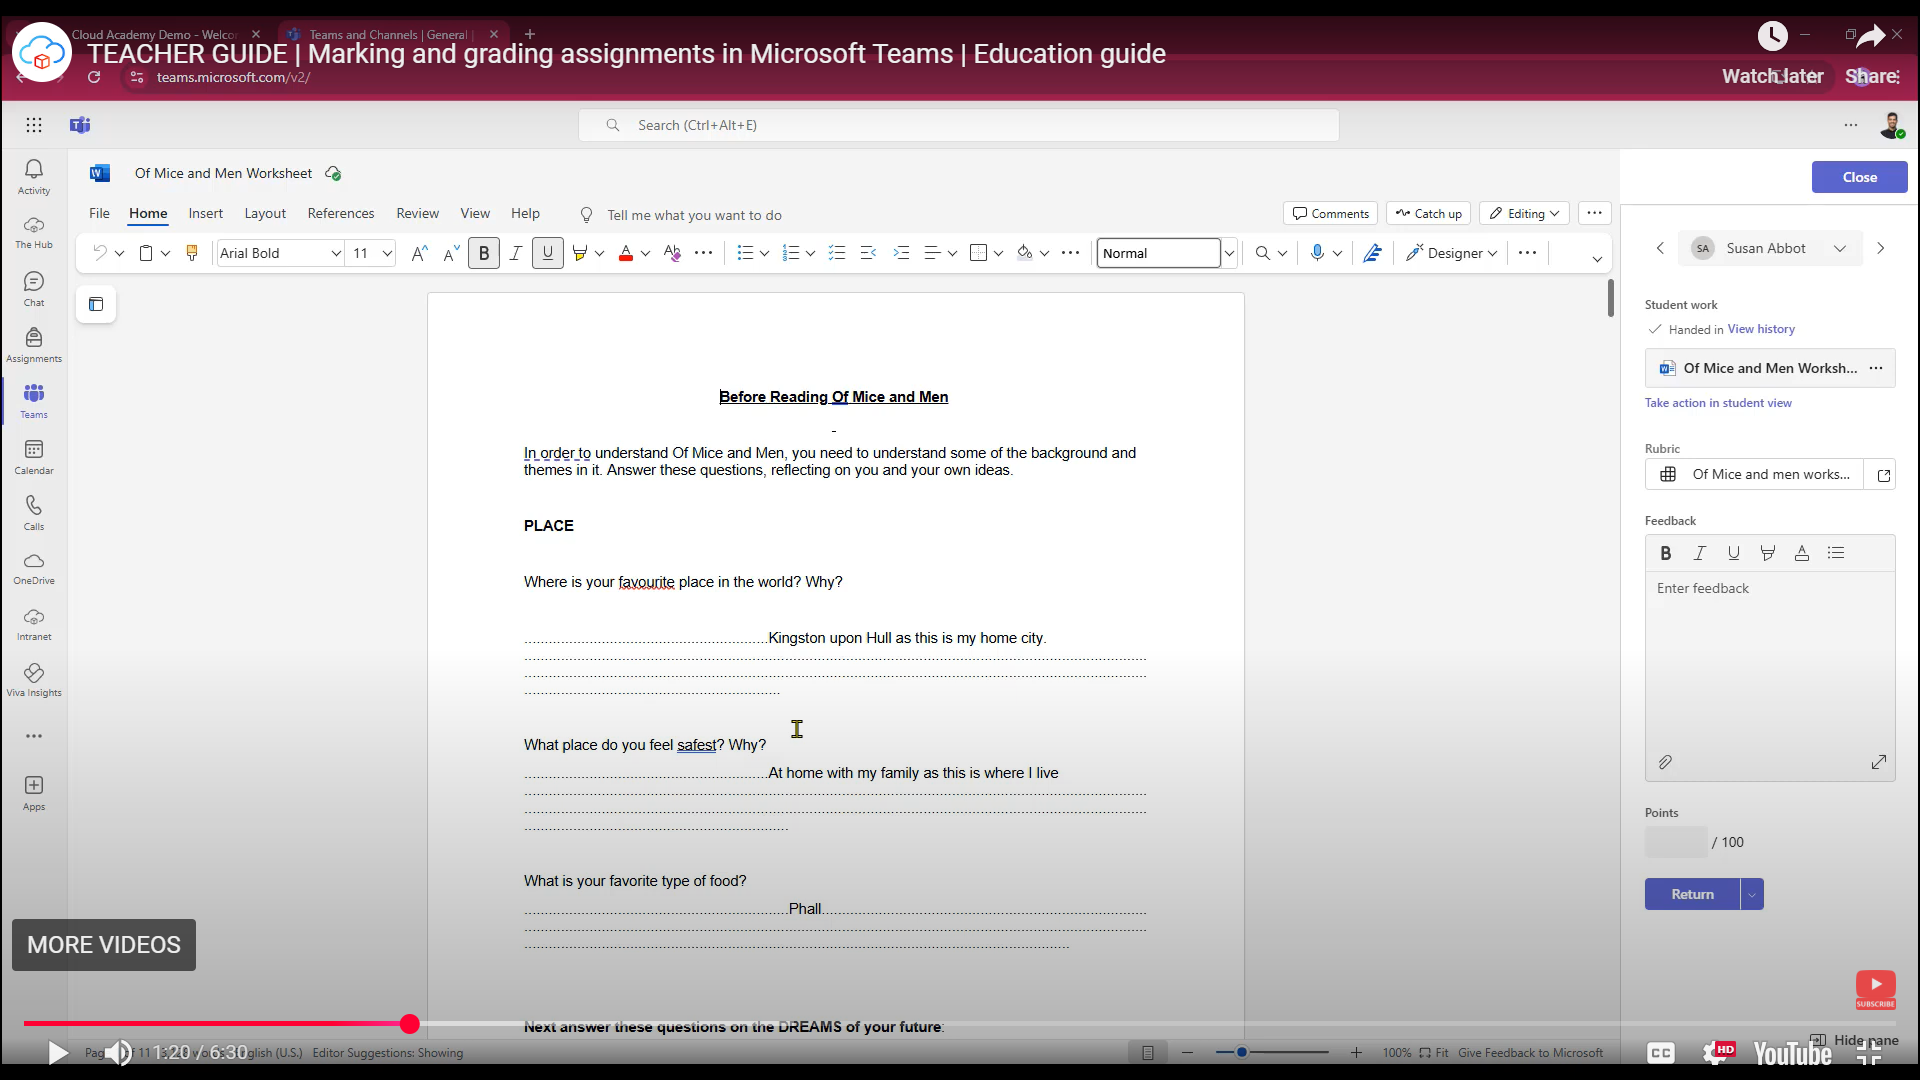 Cloud Academy Demo - Welco
Teams and Channels | General |
TEACHER GUIDE | Marking and grading assignments in Microsoft Teams | Education guide
teams.microsoft.com/v2/
Watch later
Share
Search (Ctrl+Alt+E)
Activity
The Hub
Chat
Assignments
Teams
Calendar
Calls
OneDrive
Intranet
Viva Insights
Apps
Of Mice and Men Worksheet
File Home Insert Layout References Review View Help Tell me what you want to do
Comments Catch up Editing
Arial Bold 11
Normal
Designer
Before Reading Of Mice and Men
In order to understand Of Mice and Men, you need to understand some of the background and
themes in it. Answer these questions, reflecting on you and your own ideas.
PLACE
Where is your favourite place in the world? Why?
............................................................Kingston upon Hull as this is my home city.
What place do you feel safest? Why?
............................................................At home with my family as this is where I live
What is your favorite type of food?
.................................................................Phall.................................................................
Next answer these questions on the DREAMS of your future:
Close
SA Susan Abbot
Student work
Handed in View history
Of Mice and Men Worksh...
Take action in student view
Rubric
Of Mice and men works...
Feedback
B I U A
Enter feedback
Points
/ 100
Return
MORE VIDEOS
SUBSCRIBE
Hide pane
1:20 / 6:30
English (U.S.) Editor Suggestions: Showing
100% Fit Give Feedback to Microsoft
CC HD YouTube